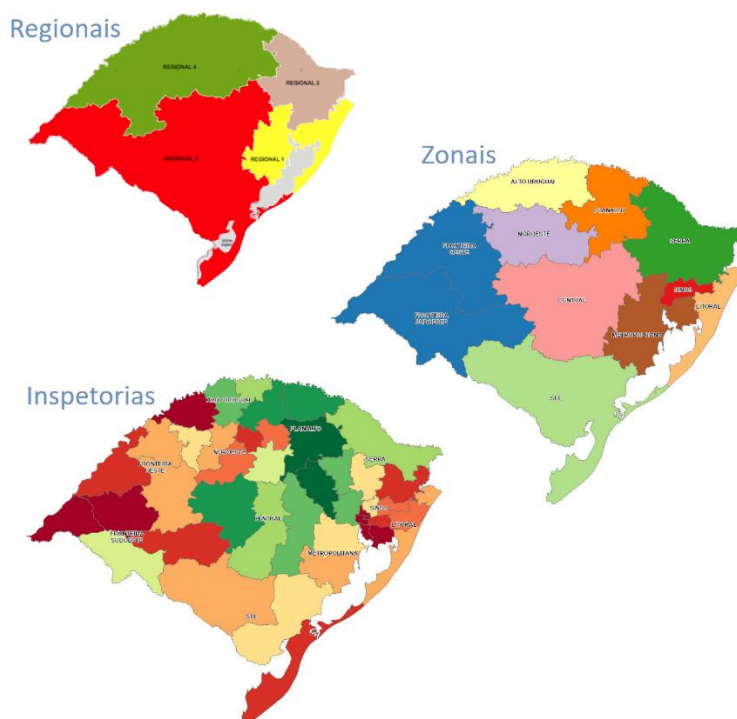 Regionais
REGIONAL 4
REGIONAL 2
REGIONAL 3
REGIONAL 1
Zonais
ALTO URUGUAI
PLANALTO
NOROESTE
SERRA
FRONTEIRA
OESTE
SINOS
LITORAL
CENTRAL
FRONTEIRA
SUDOESTE
METROPOLITANA
SUL
Inspetorias
ALTO URUGUAI
PLANALTO
NOROESTE
SERRA
FRONTEIRA
OESTE
SINOS
CENTRAL
LITORAL
FRONTEIRA
SUDOESTE
METROPOLITANA
SUL